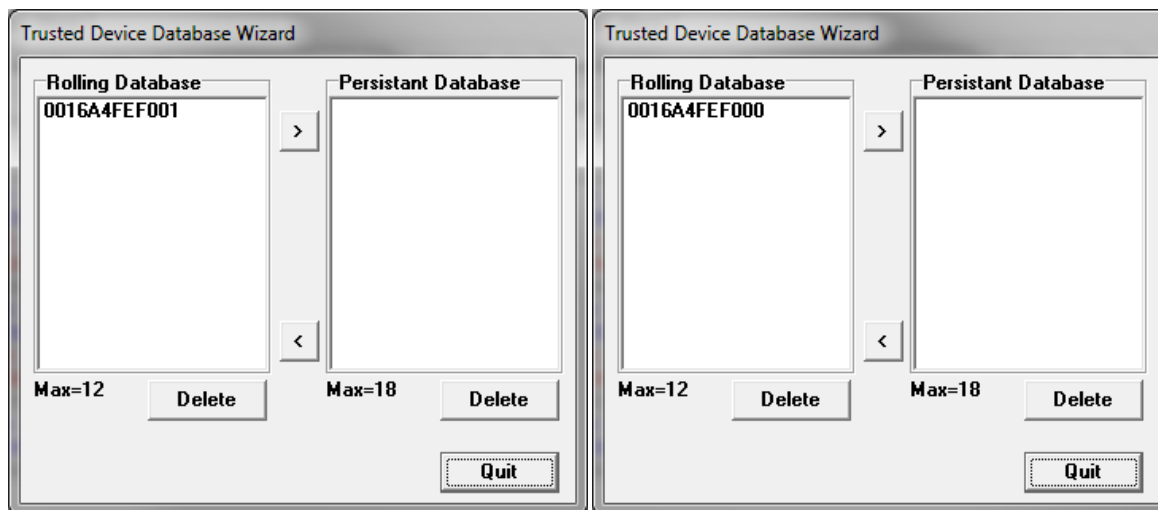 Trusted Device Database Wizard
Rolling Database
Persistant Database
0016A4FEF001
>
<
Max=12
Delete
Max=18
Delete
Quit
Trusted Device Database Wizard
Rolling Database
Persistant Database
0016A4FEF000
>
<
Max=12
Delete
Max=18
Delete
Quit